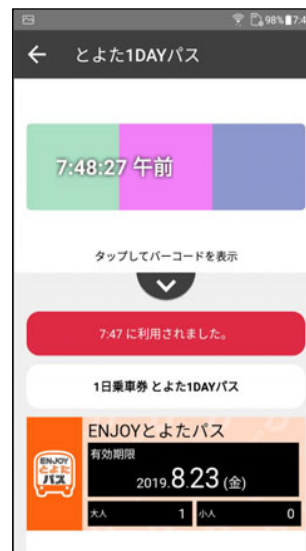 98% 7:4
とよた1DAYパス
7:48:27 午前
タップしてバーコードを表示
7:47 に利用されました。
1日乗車券 とよた1DAYパス
ENJOYとよたパス
ENJOY
とよた
パス
有効期限
2019.8.23 (金)
大人 1 小人 0